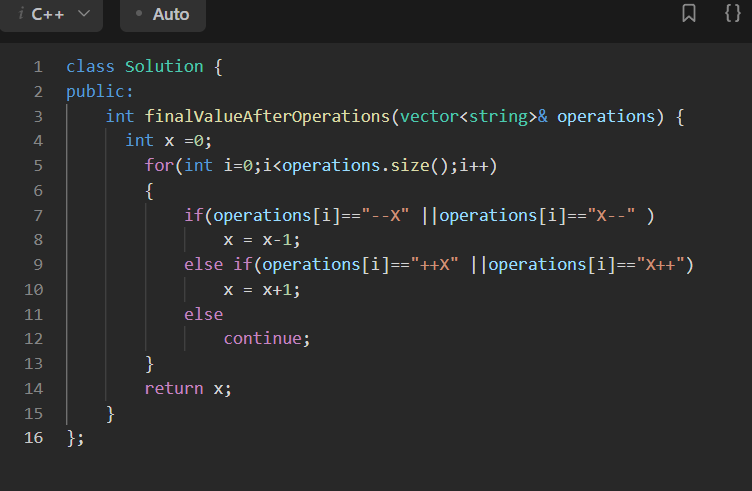 i C++ Auto {}
1 class Solution {
2 public:
3 int finalValueAfterOperations(vector<string>& operations) {
4 int x =0;
5 for(int i=0;i<operations.size();i++)
6 {
7 if(operations[i]=="--X" ||operations[i]=="X--" )
8 x = x-1;
9 else if(operations[i]=="++X" ||operations[i]=="X++")
10 x = x+1;
11 else
12 continue;
13 }
14 return x;
15 }
16 };